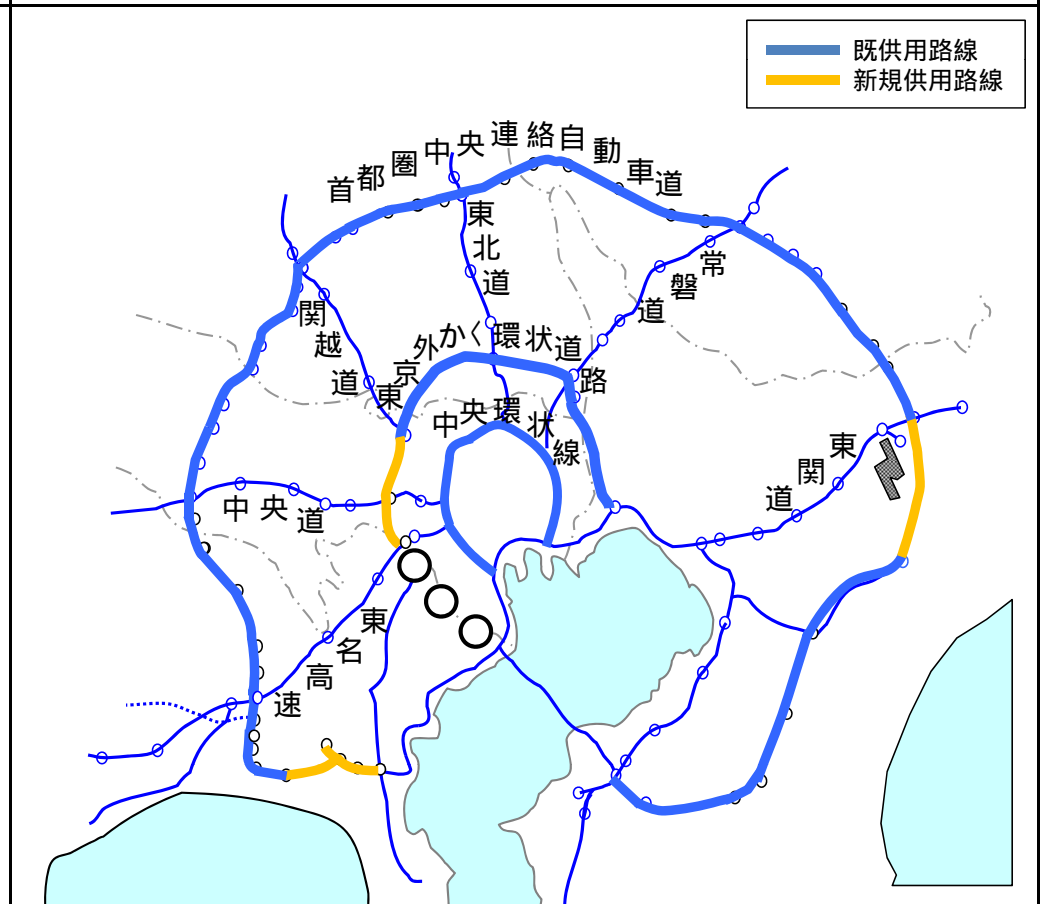 既供用路線
新規供用路線
首都圏中央連絡自動車道
東北道
常磐道
関越道
東京外かく環状道路
中央環状線
東関道
中央道
東名高速